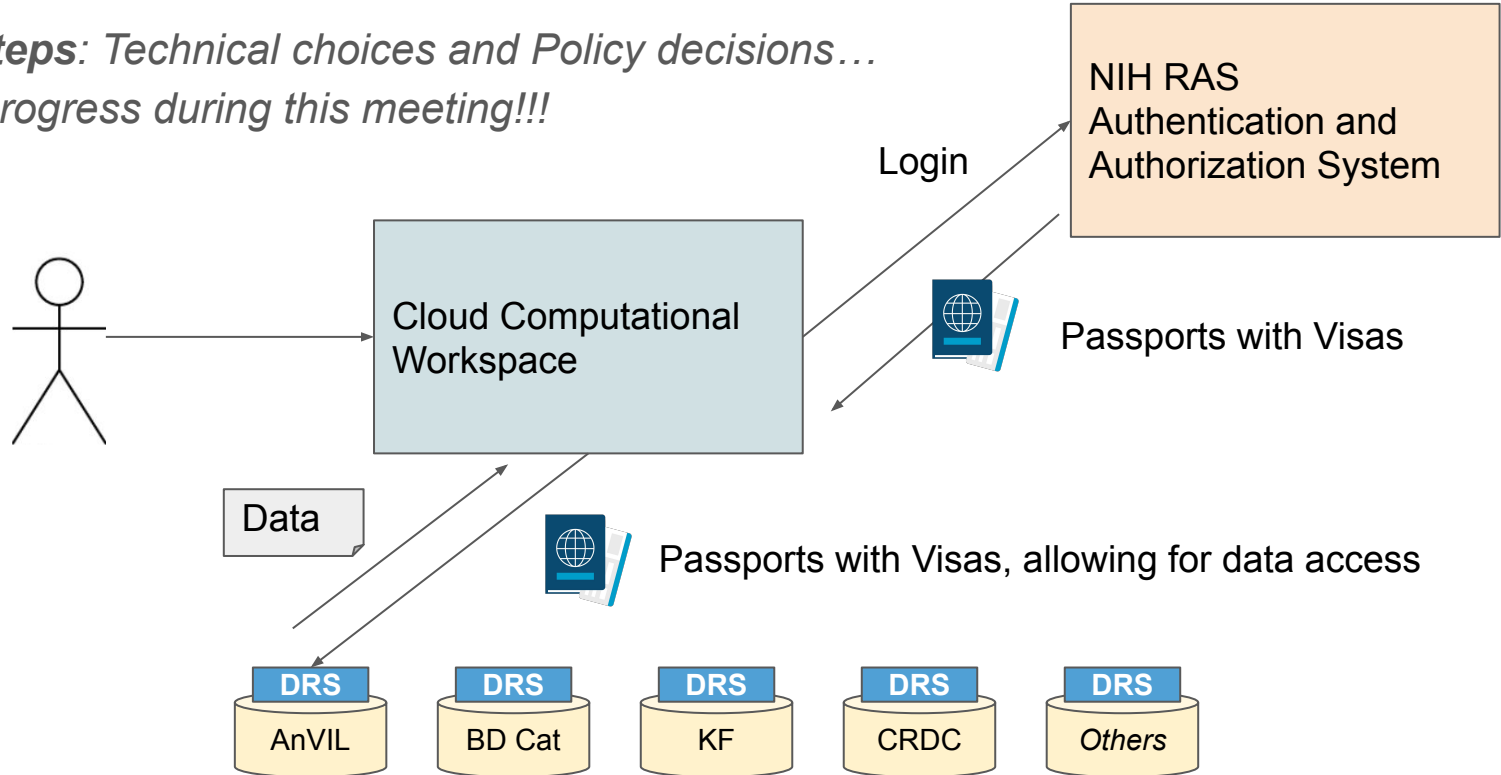 teps: Technical choices and Policy decisions…
rogress during this meeting!!!
NIH RAS
Authentication and
Authorization System
Login
Cloud Computational
Workspace
Passports with Visas
Data
Passports with Visas, allowing for data access
DRS
DRS
DRS
DRS
DRS
AnVIL
BD Cat
KF
CRDC
Others